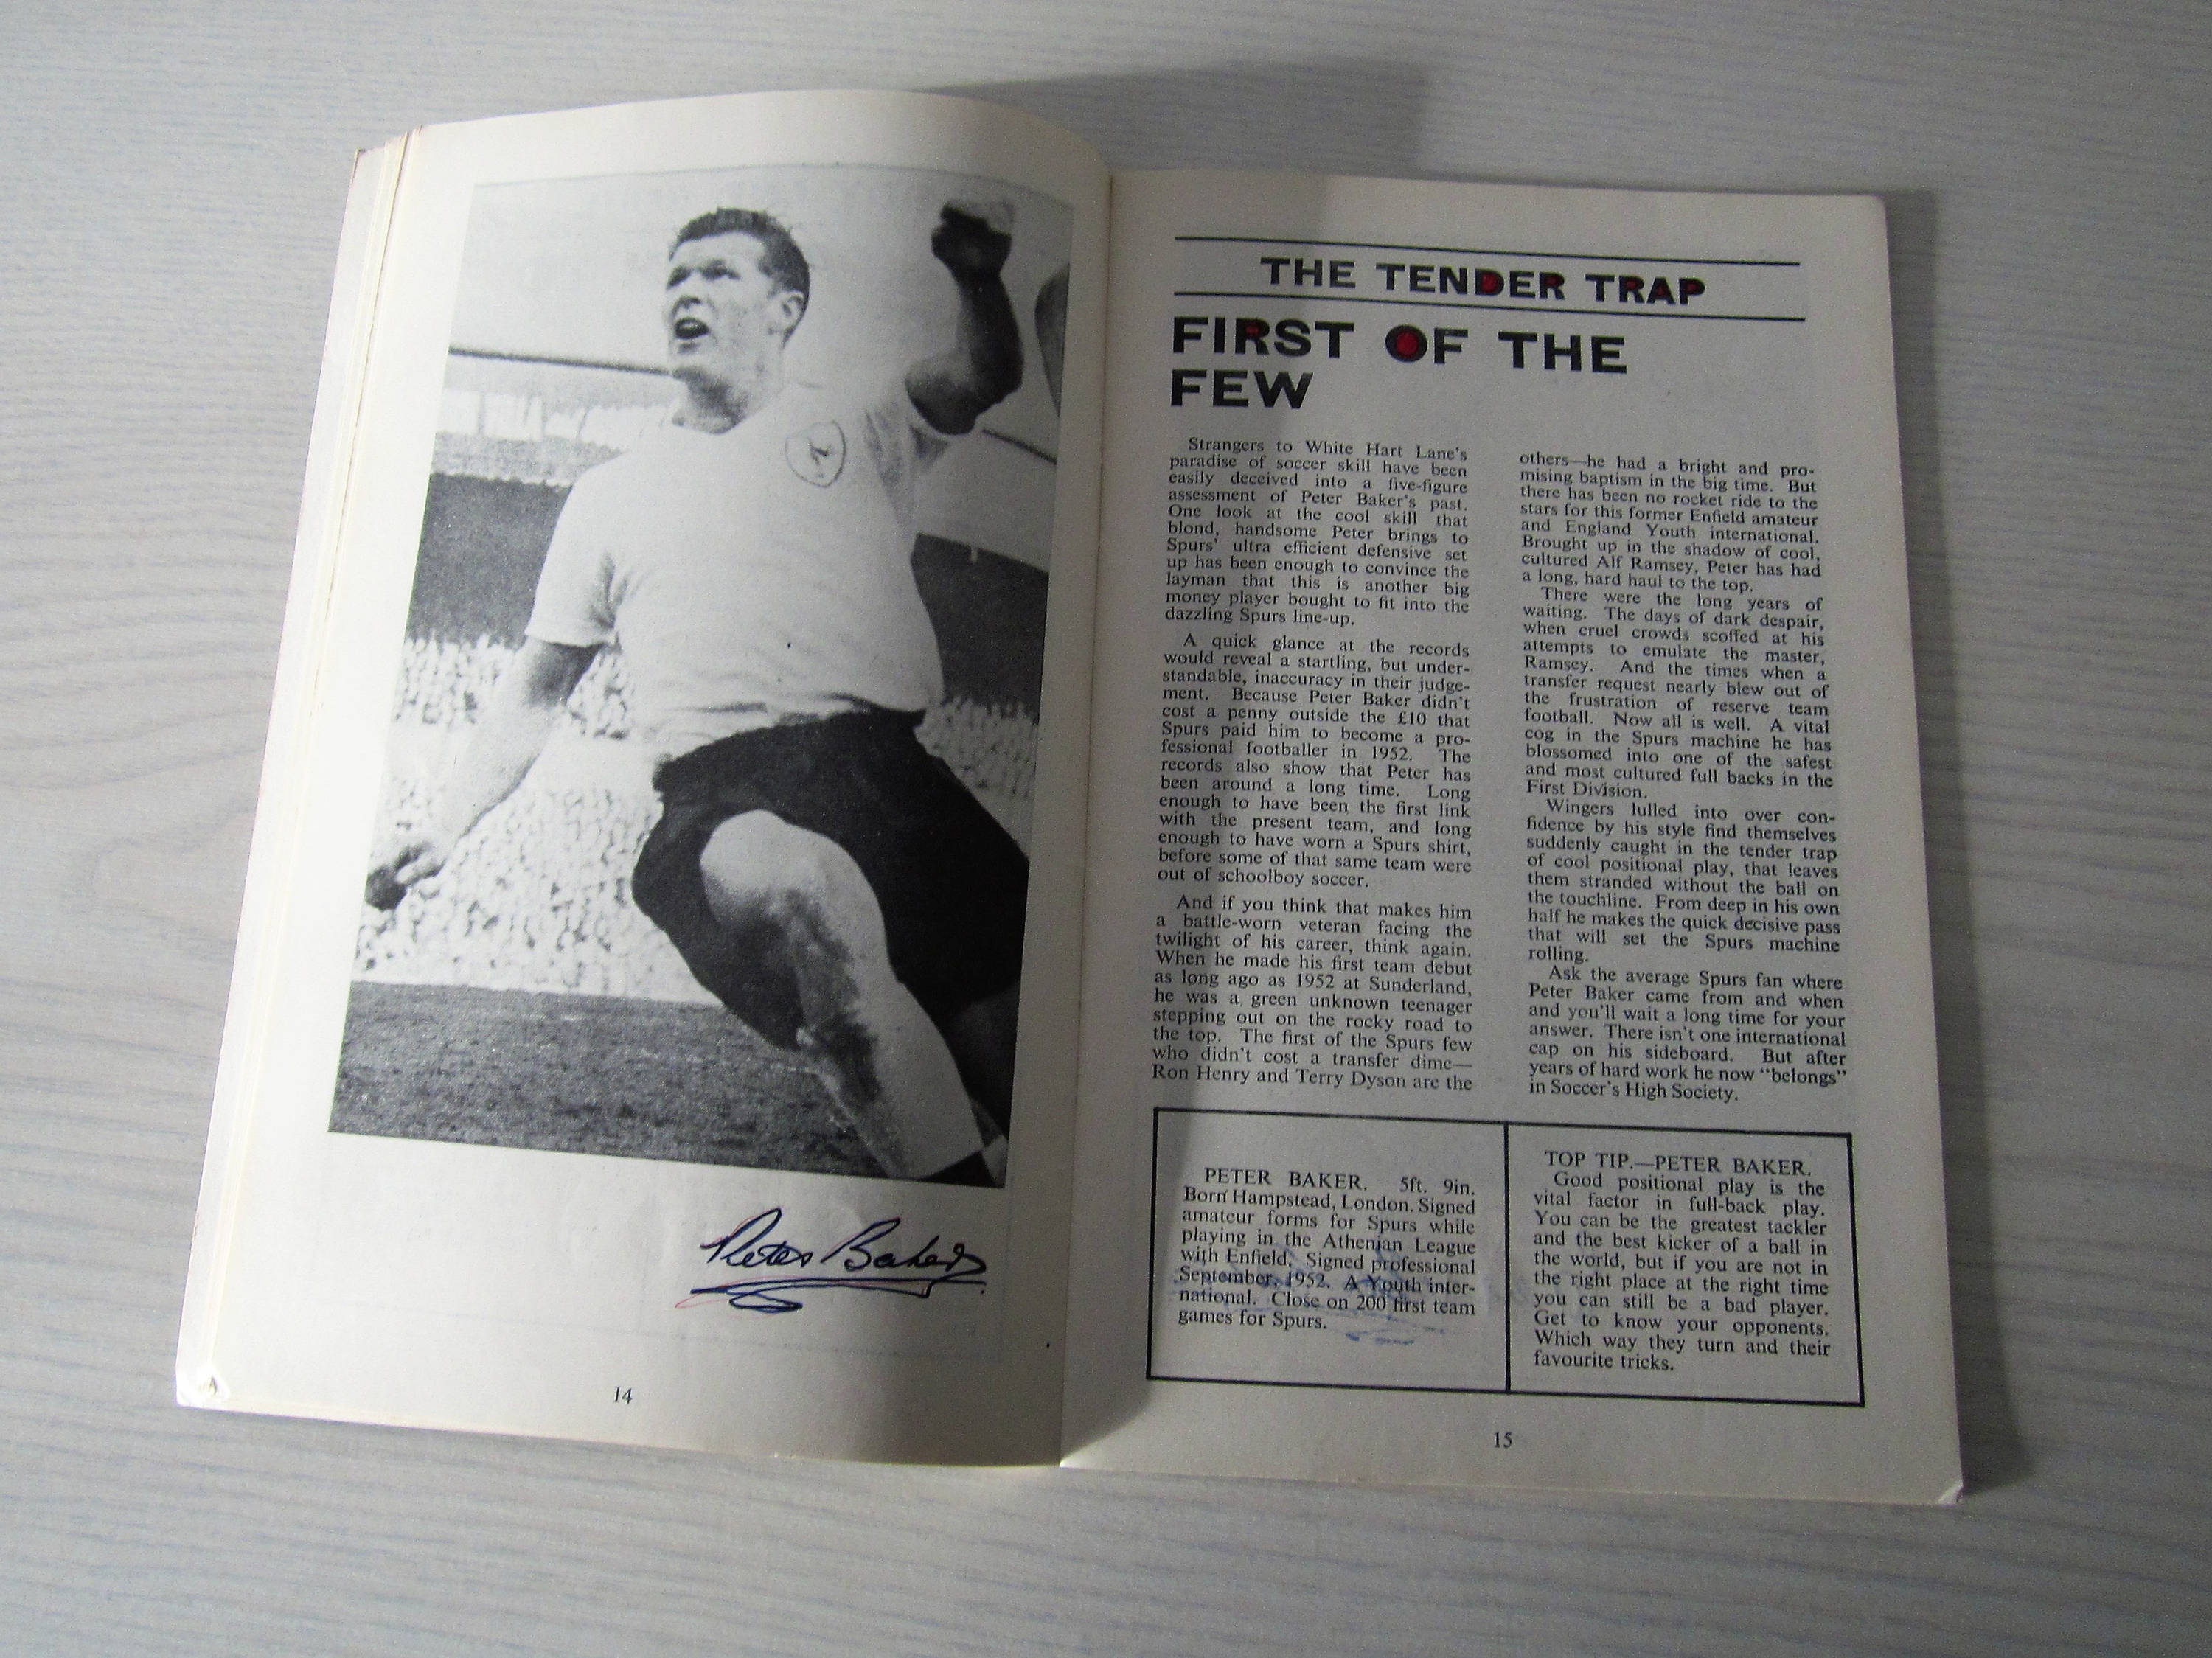 Peter Baker
14
THE TENDER TRAP
FIRST OF THE
FEW
Strangers to White Hart Lane's
paradise of soccer skill have been
easily deceived into a five-figure
assessment of Peter Baker's past.
One look at the cool skill that
blond, handsome Peter brings to
Spurs' ultra efficient defensive set
up has been enough to convince the
layman that this is another big
money player bought to fit into the
dazzling Spurs line-up.
A quick glance at the records
would reveal a startling, but under-
standable, inaccuracy in their judge-
ment. Because Peter Baker didn't
cost a penny outside the £10 that
Spurs paid him to become a pro-
fessional footballer in 1952. The
records also show that Peter has
been around a long time. Long
enough to have been the first link
with the present team, and long
enough to have worn a Spurs shirt,
before some of that same team were
out of schoolboy soccer.
And if you think that makes him
a battle-worn veteran facing the
twilight of his career, think again.
When he made his first team debut
as long ago as 1952 at Sunderland,
he was a green unknown teenager
stepping out on the rocky road to
the top. The first of the Spurs few
who didn't cost a transfer dime—
Ron Henry and Terry Dyson are the
others—he had a bright and pro-
mising baptism in the big time. But
there has been no rocket ride to the
stars for this former Enfield amateur
and England Youth international.
Brought up in the shadow of cool,
cultured Alf Ramsey, Peter has had
a long, hard haul to the top.
There were the long years of
waiting. The days of dark despair,
when cruel crowds scoffed at his
attempts to emulate the master,
Ramsey. And the times when a
transfer request nearly blew out of
the frustration of reserve team
football. Now all is well. A vital
cog in the Spurs machine he has
blossomed into one of the safest
and most cultured full backs in the
First Division.
Wingers lulled into over con-
fidence by his style find themselves
suddenly caught in the tender trap
of cool positional play, that leaves
them stranded without the ball on
the touchline. From deep in his own
half he makes the quick decisive pass
that will set the Spurs machine
rolling.
Ask the average Spurs fan where
Peter Baker came from and when
and you'll wait a long time for your
answer. There isn't one international
cap on his sideboard. But after
years of hard work he now "belongs"
in Soccer's High Society.
PETER BAKER. 5ft. 9in.
Born Hampstead, London. Signed
amateur forms for Spurs while
playing in the Athenian League
with Enfield. Signed professional
September, 1952. A Youth inter-
national. Close on 200 first team
games for Spurs.
TOP TIP.—PETER BAKER.
Good positional play is the
vital factor in full-back play.
You can be the greatest tackler
and the best kicker of a ball in
the world, but if you are not in
the right place at the right time
you can still be a bad player.
Get to know your opponents.
Which way they turn and their
favourite tricks.
15